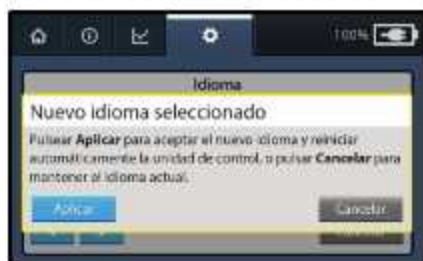 100%
Idioma
Nuevo idioma seleccionado
Pulsar Aplicar para aceptar el nuevo idioma y reiniciar
automáticamente la unidad de control, o pulsar Cancelar para
mantener el idioma actual.
Aplicar
Cancelar